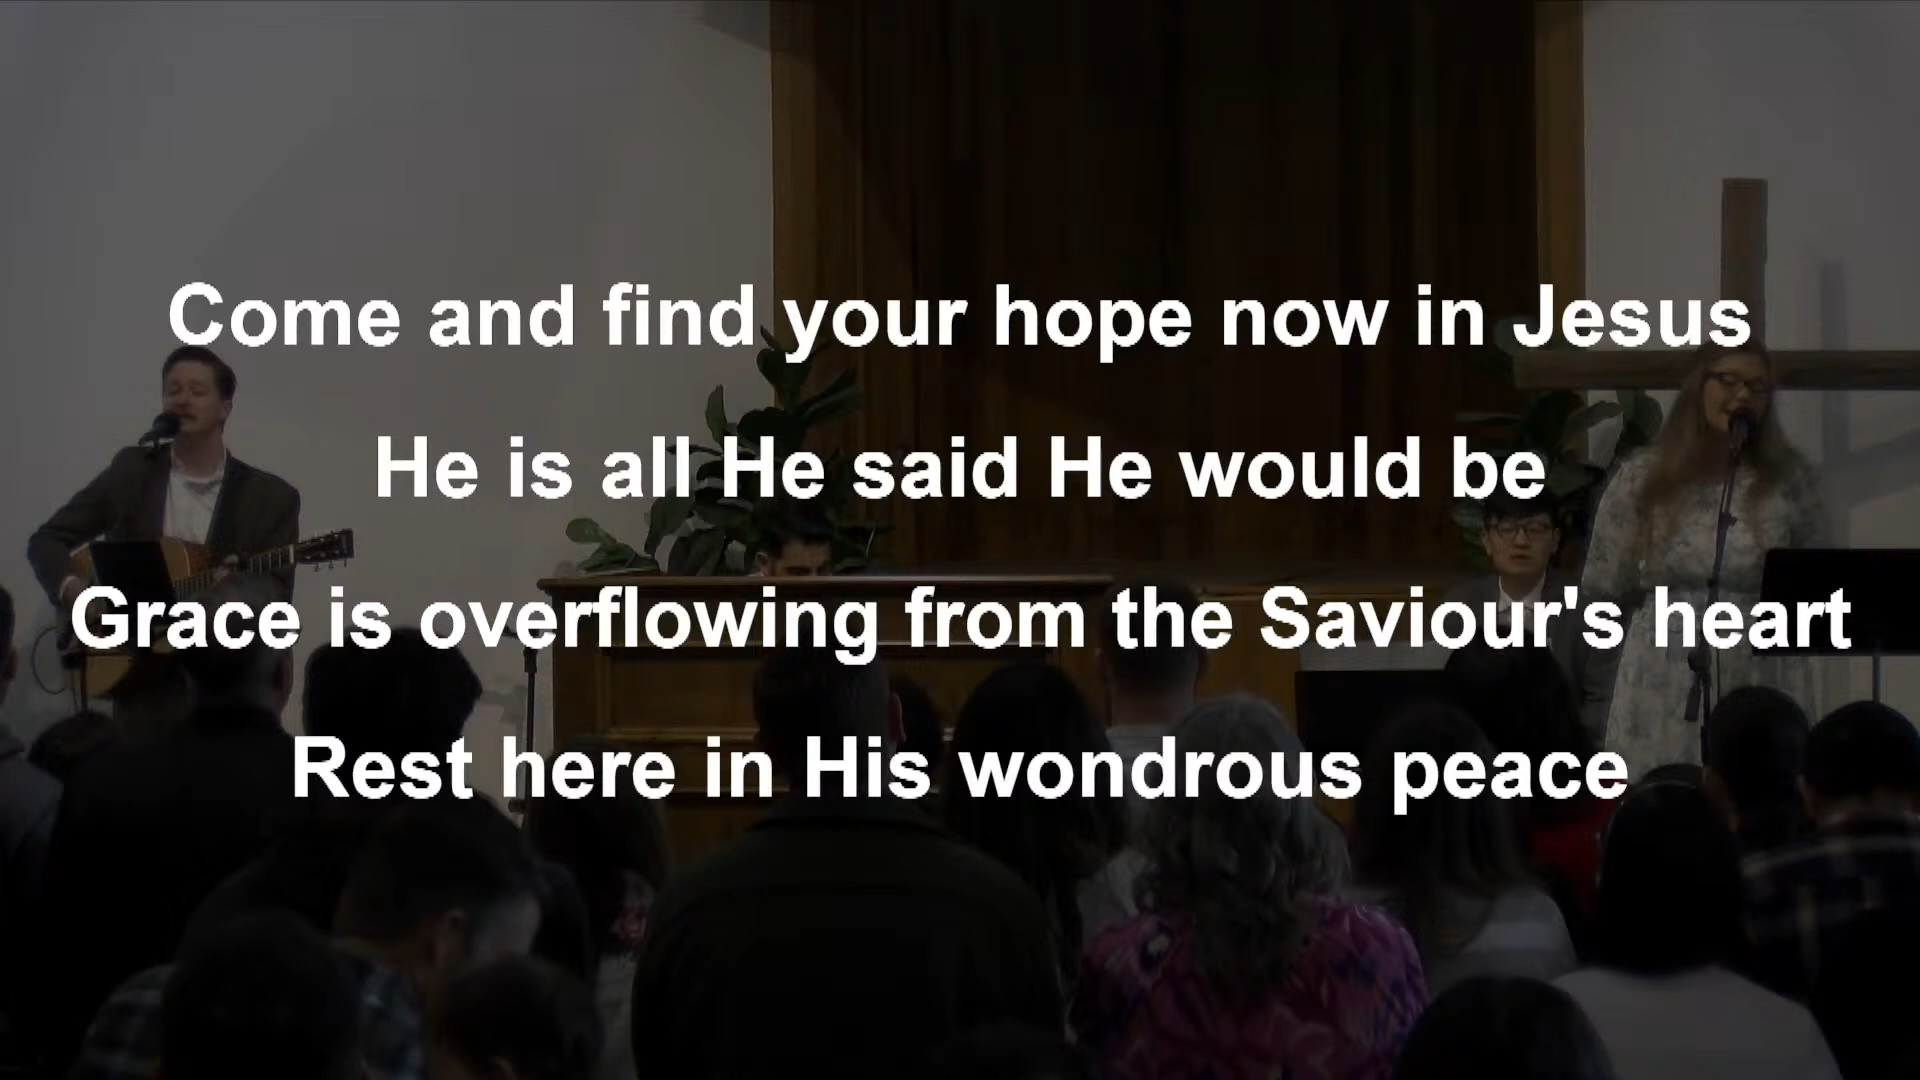 Come and find your hope now in Jesus
He is all He said He would be
Grace is overflowing from the Saviour's heart
Rest here in His wondrous peace